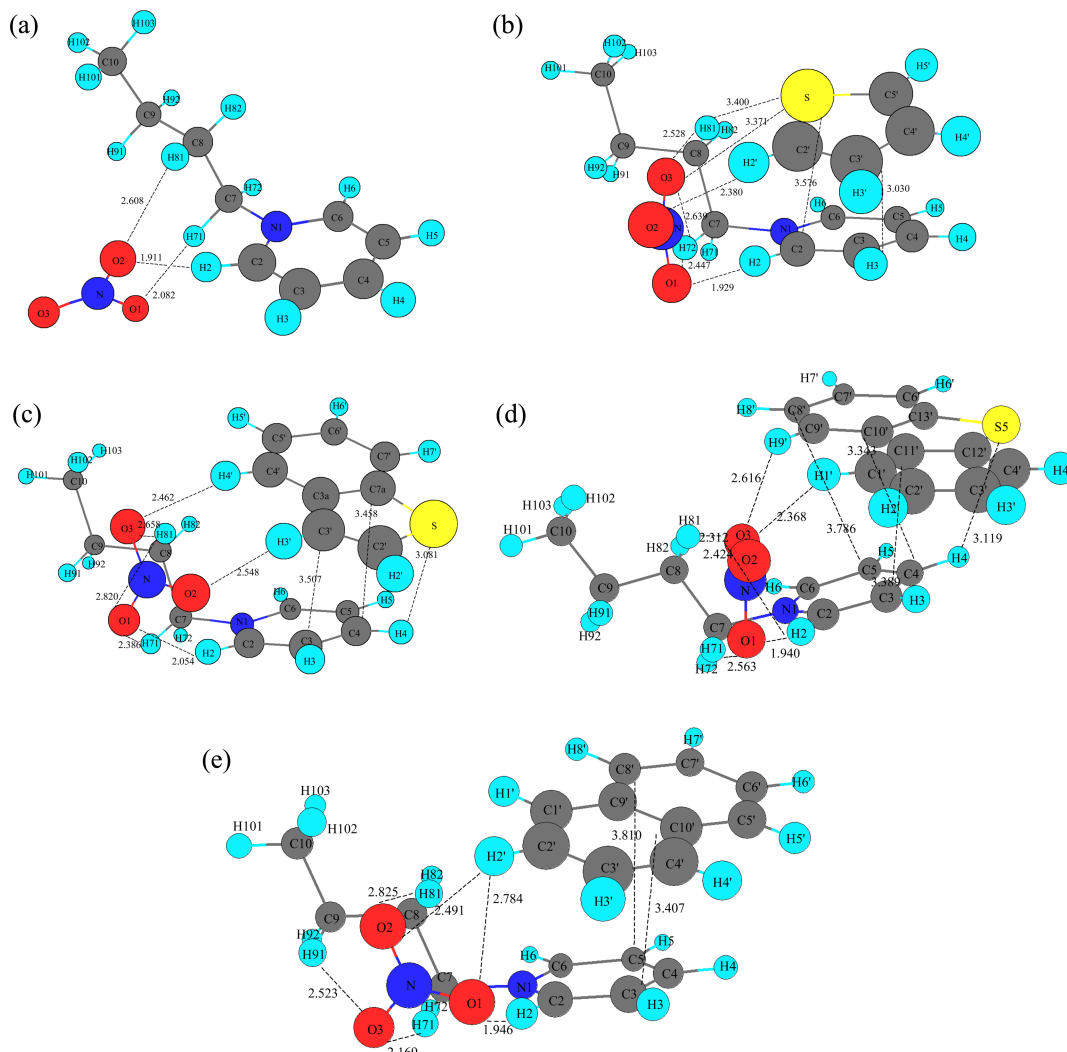 (a)
H103
H102
C10
H101
H92
C9
H82
H91
C8
H81
H72
H6
C7
2.608
N1
C6
H71
C5
H5
O2
1.911
H2
C2
C4
N
2.082
C3
H4
O3
O1
H3
(b)
H102
H103
H101
C10
H5'
S
C5'
3.400
3.371
H81
H82
C4'
H4'
2.528
C9
C8
C2'
C3'
H92
H91
H2'
O3
2.380
3.576
3.030
H3'
O2
N
2.639
C7
N1
H6
C6
C5
H5
H72
H71
C2
C3
C4
H4
2.447
H2
H3
O1
1.929
(c)
H6'
H5'
C5'
C6'
H103
H102
H101
C10
H4'
C4'
C7'
H7'
2.462
C3a
C7a
3.458
O3
2.658
H82
H81
C3'
S
C9
C8
H3'
C2'
H91
H92
N
2.548
3.507
3.081
H2'
2.820
O2
H6
C6
H5
C5
O1
C7
N1
C4
H4
2.386
H71
H72
C2
C3
2.054
H2
H3
(d)
H7'
C7'
H6'
C6'
H8'
C8'
C13'
S5
C9'
C10'
H9'
3.343
C11'
C12'
2.616
H1'
C1'
C4'
H4
C2'
C3'
H103
H102
H3'
H2'
H101
C10
H81
2.312
O3
2.368
3.786
3.119
H82
2.424
O2
H5
C8
C5
C4
H4
3.389
C9
N
H6
C6
C3
H3
H91
N1
C2
H92
C7
O1
H2
H71
1.940
H72
2.563
(e)
H7'
H8'
C8'
C7'
H103
H1'
C9'
C6'
H6'
H102
H101
C10
C1'
C10'
C5'
H5'
3.810
C2'
H2'
C3'
C4'
H82
H4'
2.825
H81
2.784
H3'
C9
C8
2.491
3.407
O2
H92
H91
H5
H6
C6
C5
C4
H4
C7
N
N1
2.523
O1
C2
C3
H72
H2
H3
O3
H71
1.946
2.169